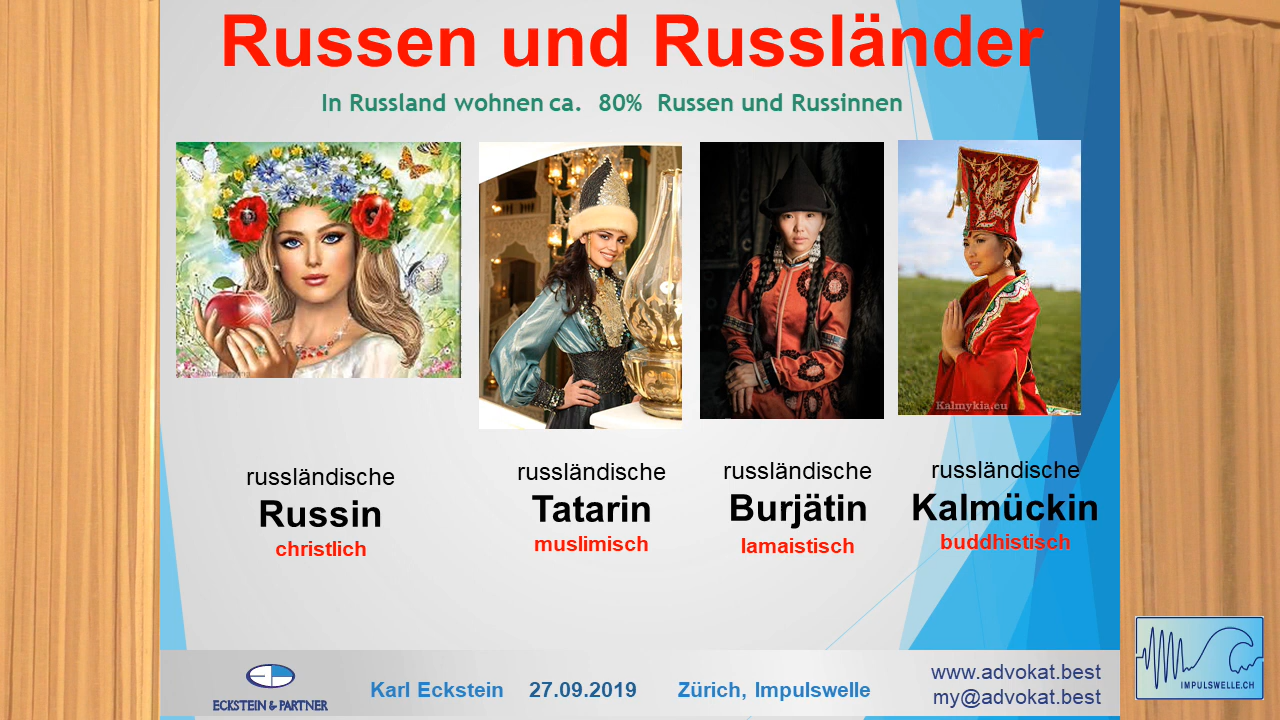 Russen und Russländer
In Russland wohnen ca. 80% Russen und Russinnen
Kalmykia.eu
russländische
Russin
christlich
russländische
Tatarin
muslimisch
russländische
Burjätin
lamaistisch
russländische
Kalmückin
buddhistisch
ECKSTEIN & PARTNER
Karl Eckstein 27.09.2019 Zürich, Impulswelle
www.advokat.best
my@advokat.best
IMPULSWELLE.CH